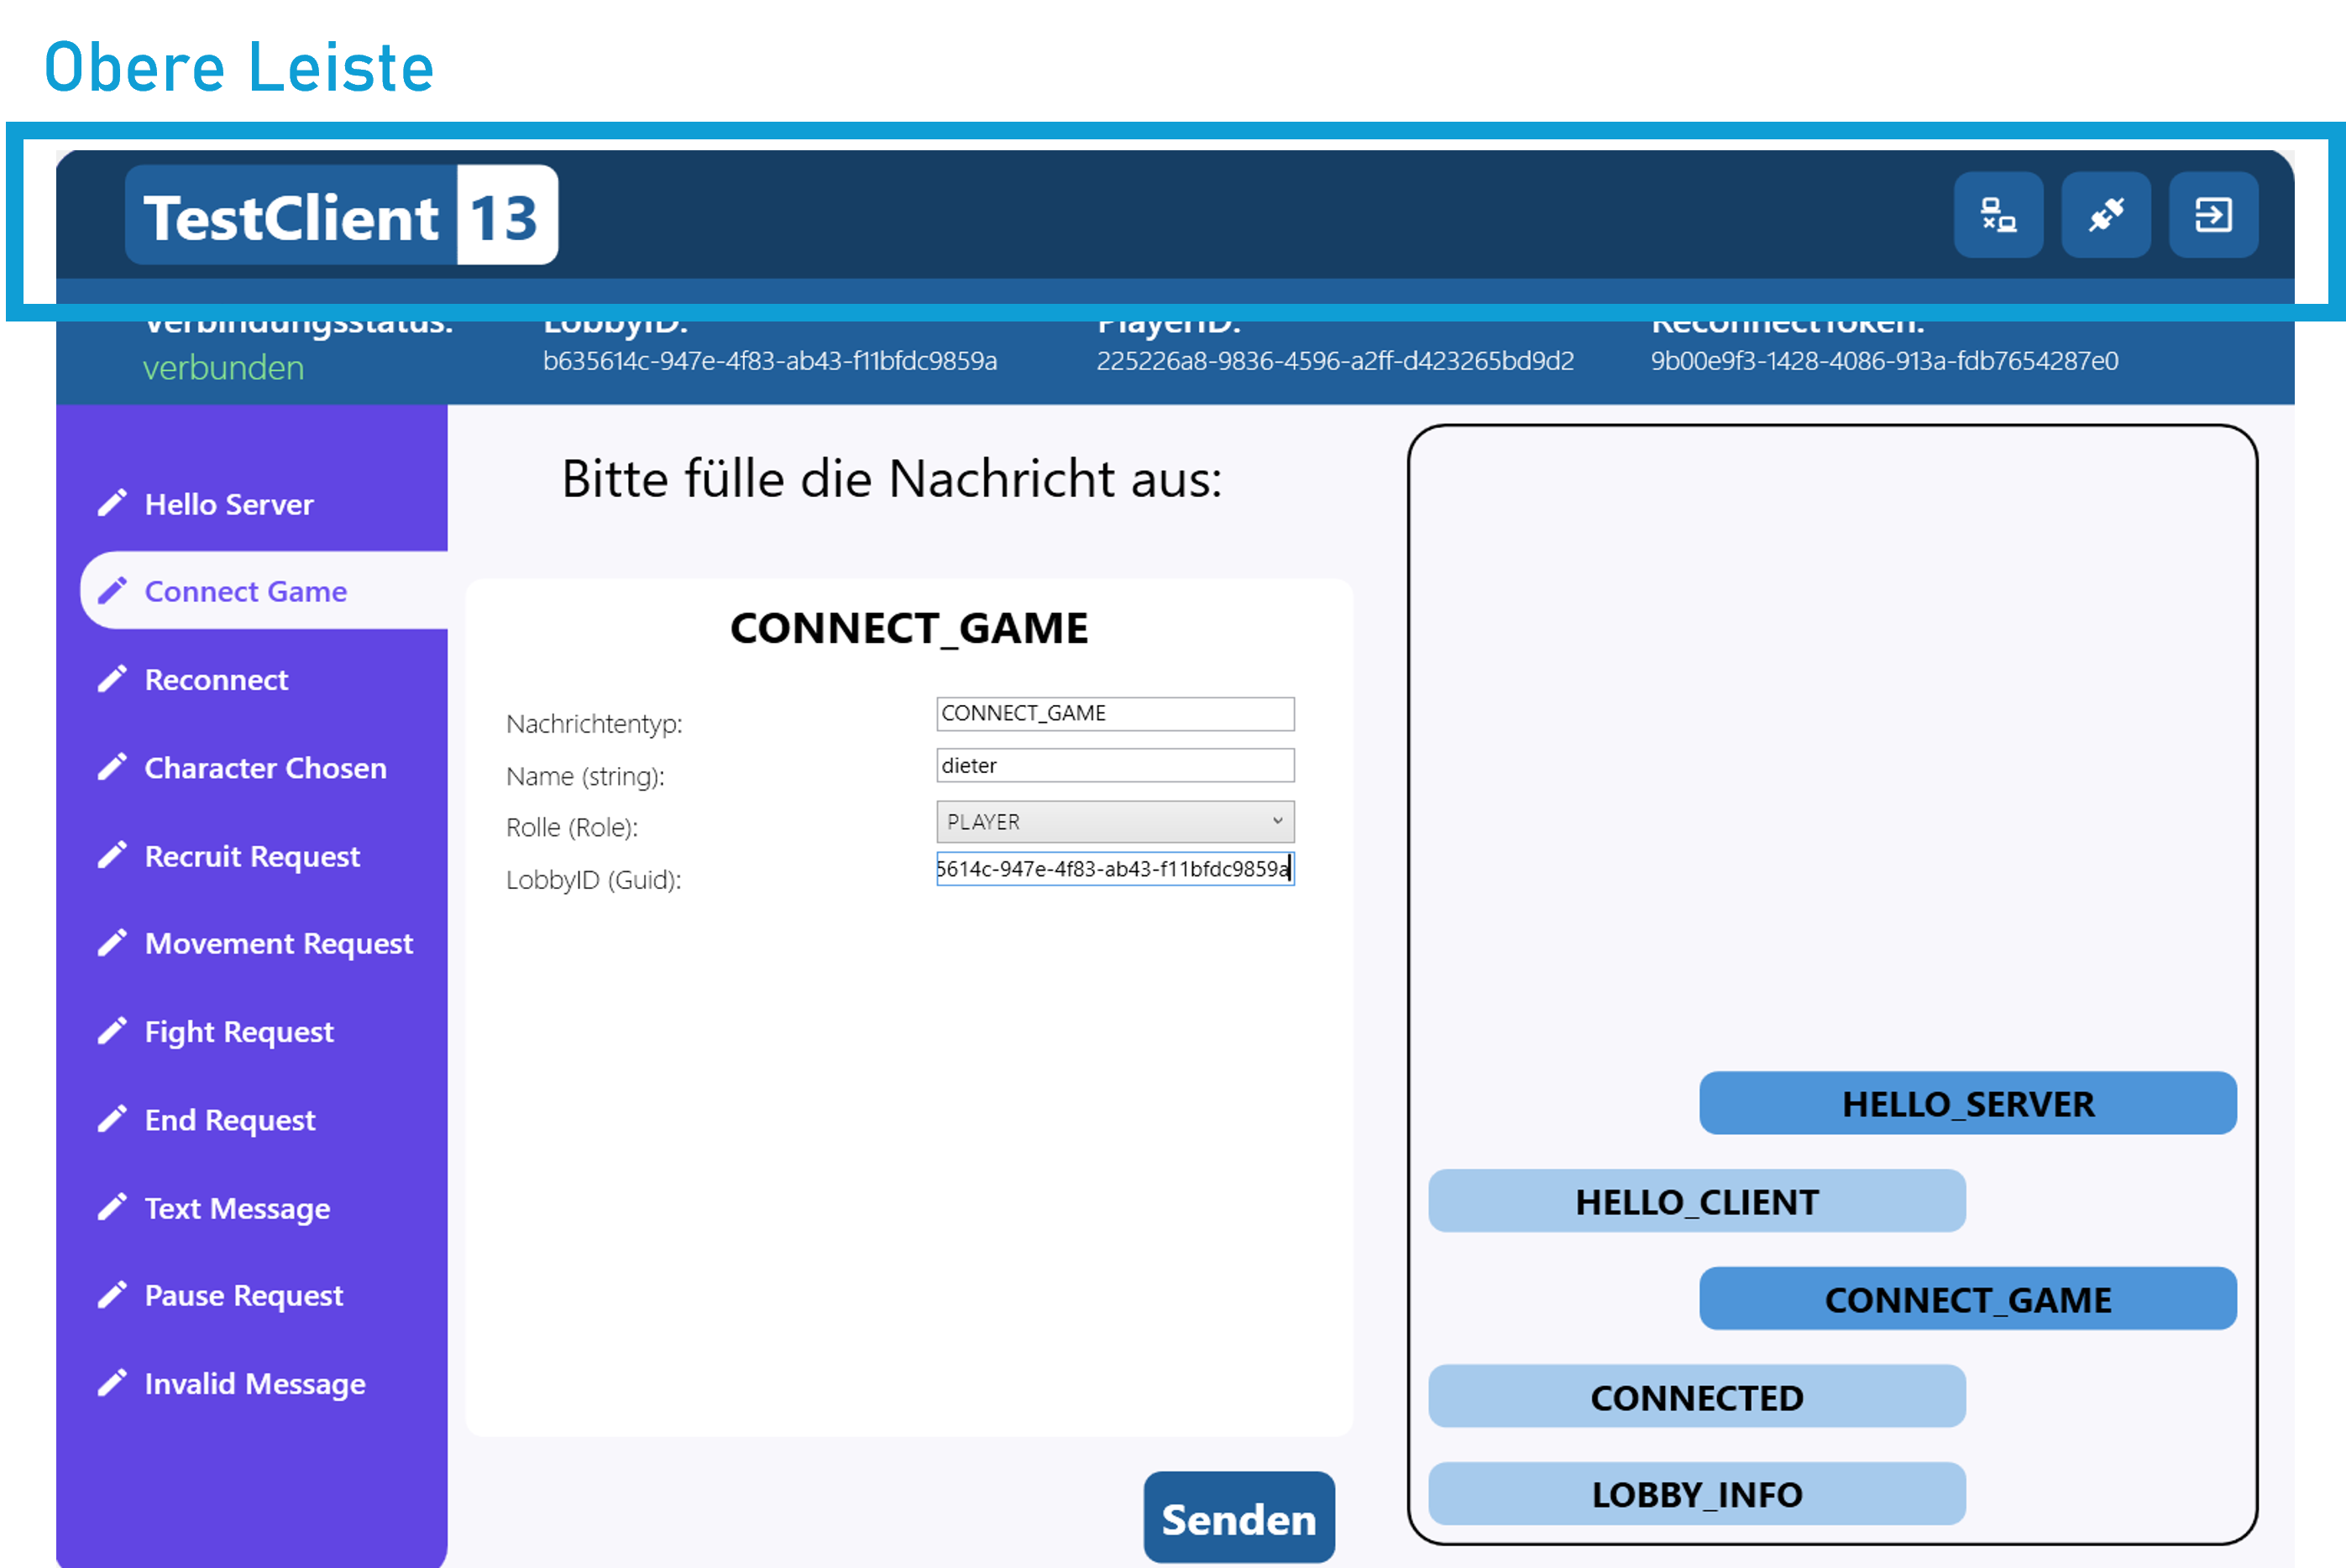 Obere Leiste
TestClient 13
Verbindungsstatus: LobbyID: PlayerID: ReconnectToken:
verbunden b635614c-947e-4f83-ab43-f11bfdc9859a 225226a8-9836-4596-a2ff-d423265bd9d2 9b00e9f3-1428-4086-913a-fdb7654287e0
Hello Server
Connect Game
Reconnect
Character Chosen
Recruit Request
Movement Request
Fight Request
End Request
Text Message
Pause Request
Invalid Message
Bitte fülle die Nachricht aus:
CONNECT_GAME
Nachrichtentyp: CONNECT_GAME
Name (string): dieter
Rolle (Role): PLAYER
LobbyID (Guid): 5614c-947e-4f83-ab43-f11bfdc9859a
Senden
HELLO_SERVER
HELLO_CLIENT
CONNECT_GAME
CONNECTED
LOBBY_INFO